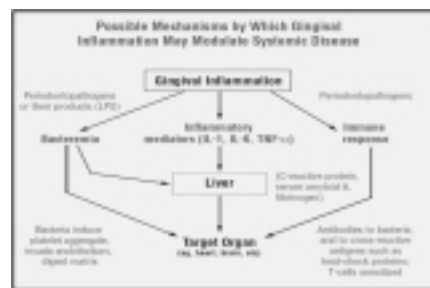 Possible Mechanisms by Which Gingival
Inflammation May Modulate Systemic Disease
Gingival Inflammation
Periodontopathogens
or their products (LPS)
Periodontopathogens
Bacteremia
Inflammatory
mediators (IL-1, IL-6, TNF-α)
Immune
response
Liver
(C-reactive protein,
serum amyloid A,
fibrinogen)
Bacteria induce
platelet aggregate,
invade endothelium,
digest matrix
Target Organ
(eg, heart, brain, etc)
Antibodies to bacteria,
and to cross-reactive
antigens such as
heat-shock proteins;
T-cells sensitized